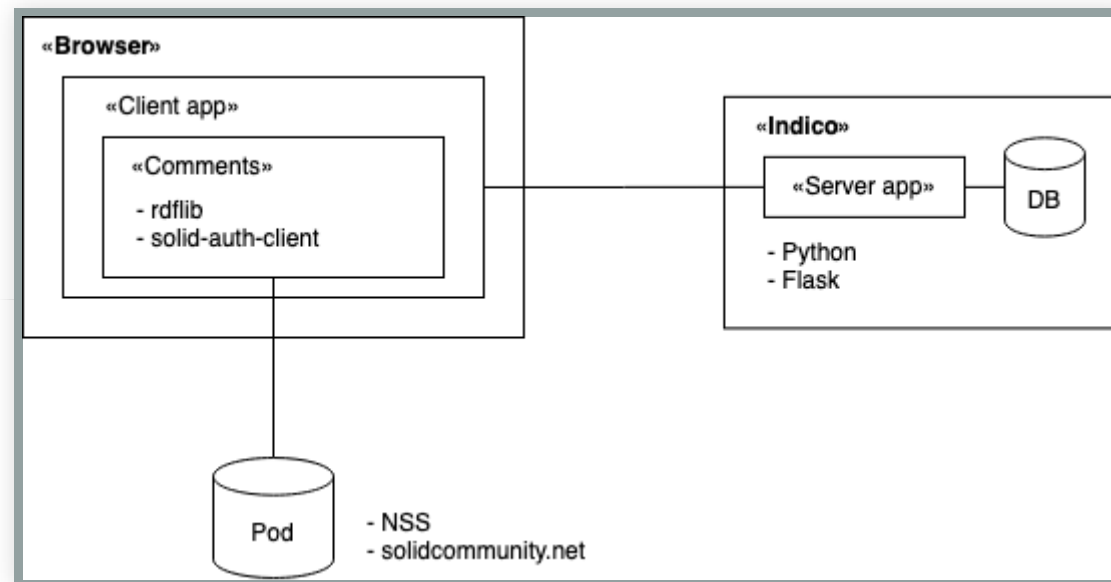 «Browser»
«Client app»
«Comments»
- rdflib
- solid-auth-client
«Indico»
«Server app»
DB
- Python
- Flask
Pod
- NSS
- solidcommunity.net